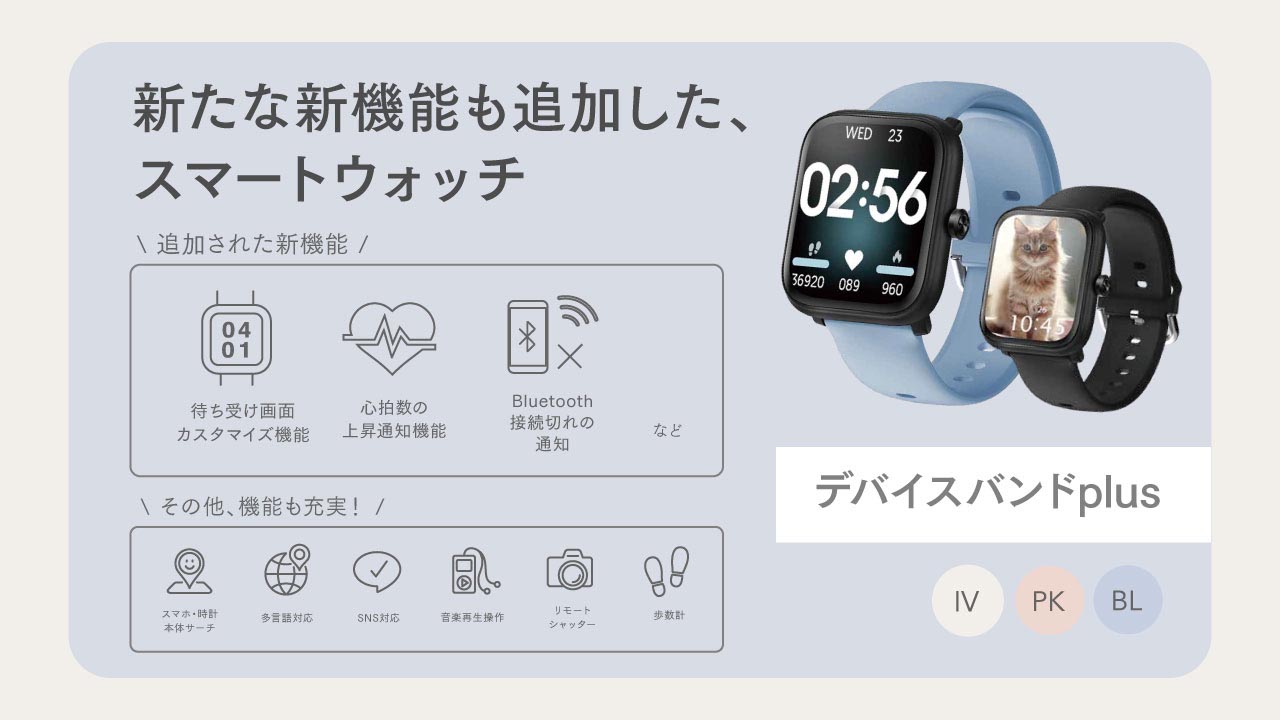 新たな新機能も追加した、
スマートウォッチ
\ 追加された新機能 /
04
01
待ち受け画面
カスタマイズ機能
心拍数の
上昇通知機能
Bluetooth
接続切れの
通知
など
\ その他、機能も充実！ /
スマホ・時計
本体サーチ
多言語対応
SNS対応
音楽再生操作
リモート
シャッター
歩数計
WED 23
02:56
36920 089 960
10:45
デバイスバンドplus
IV PK BL